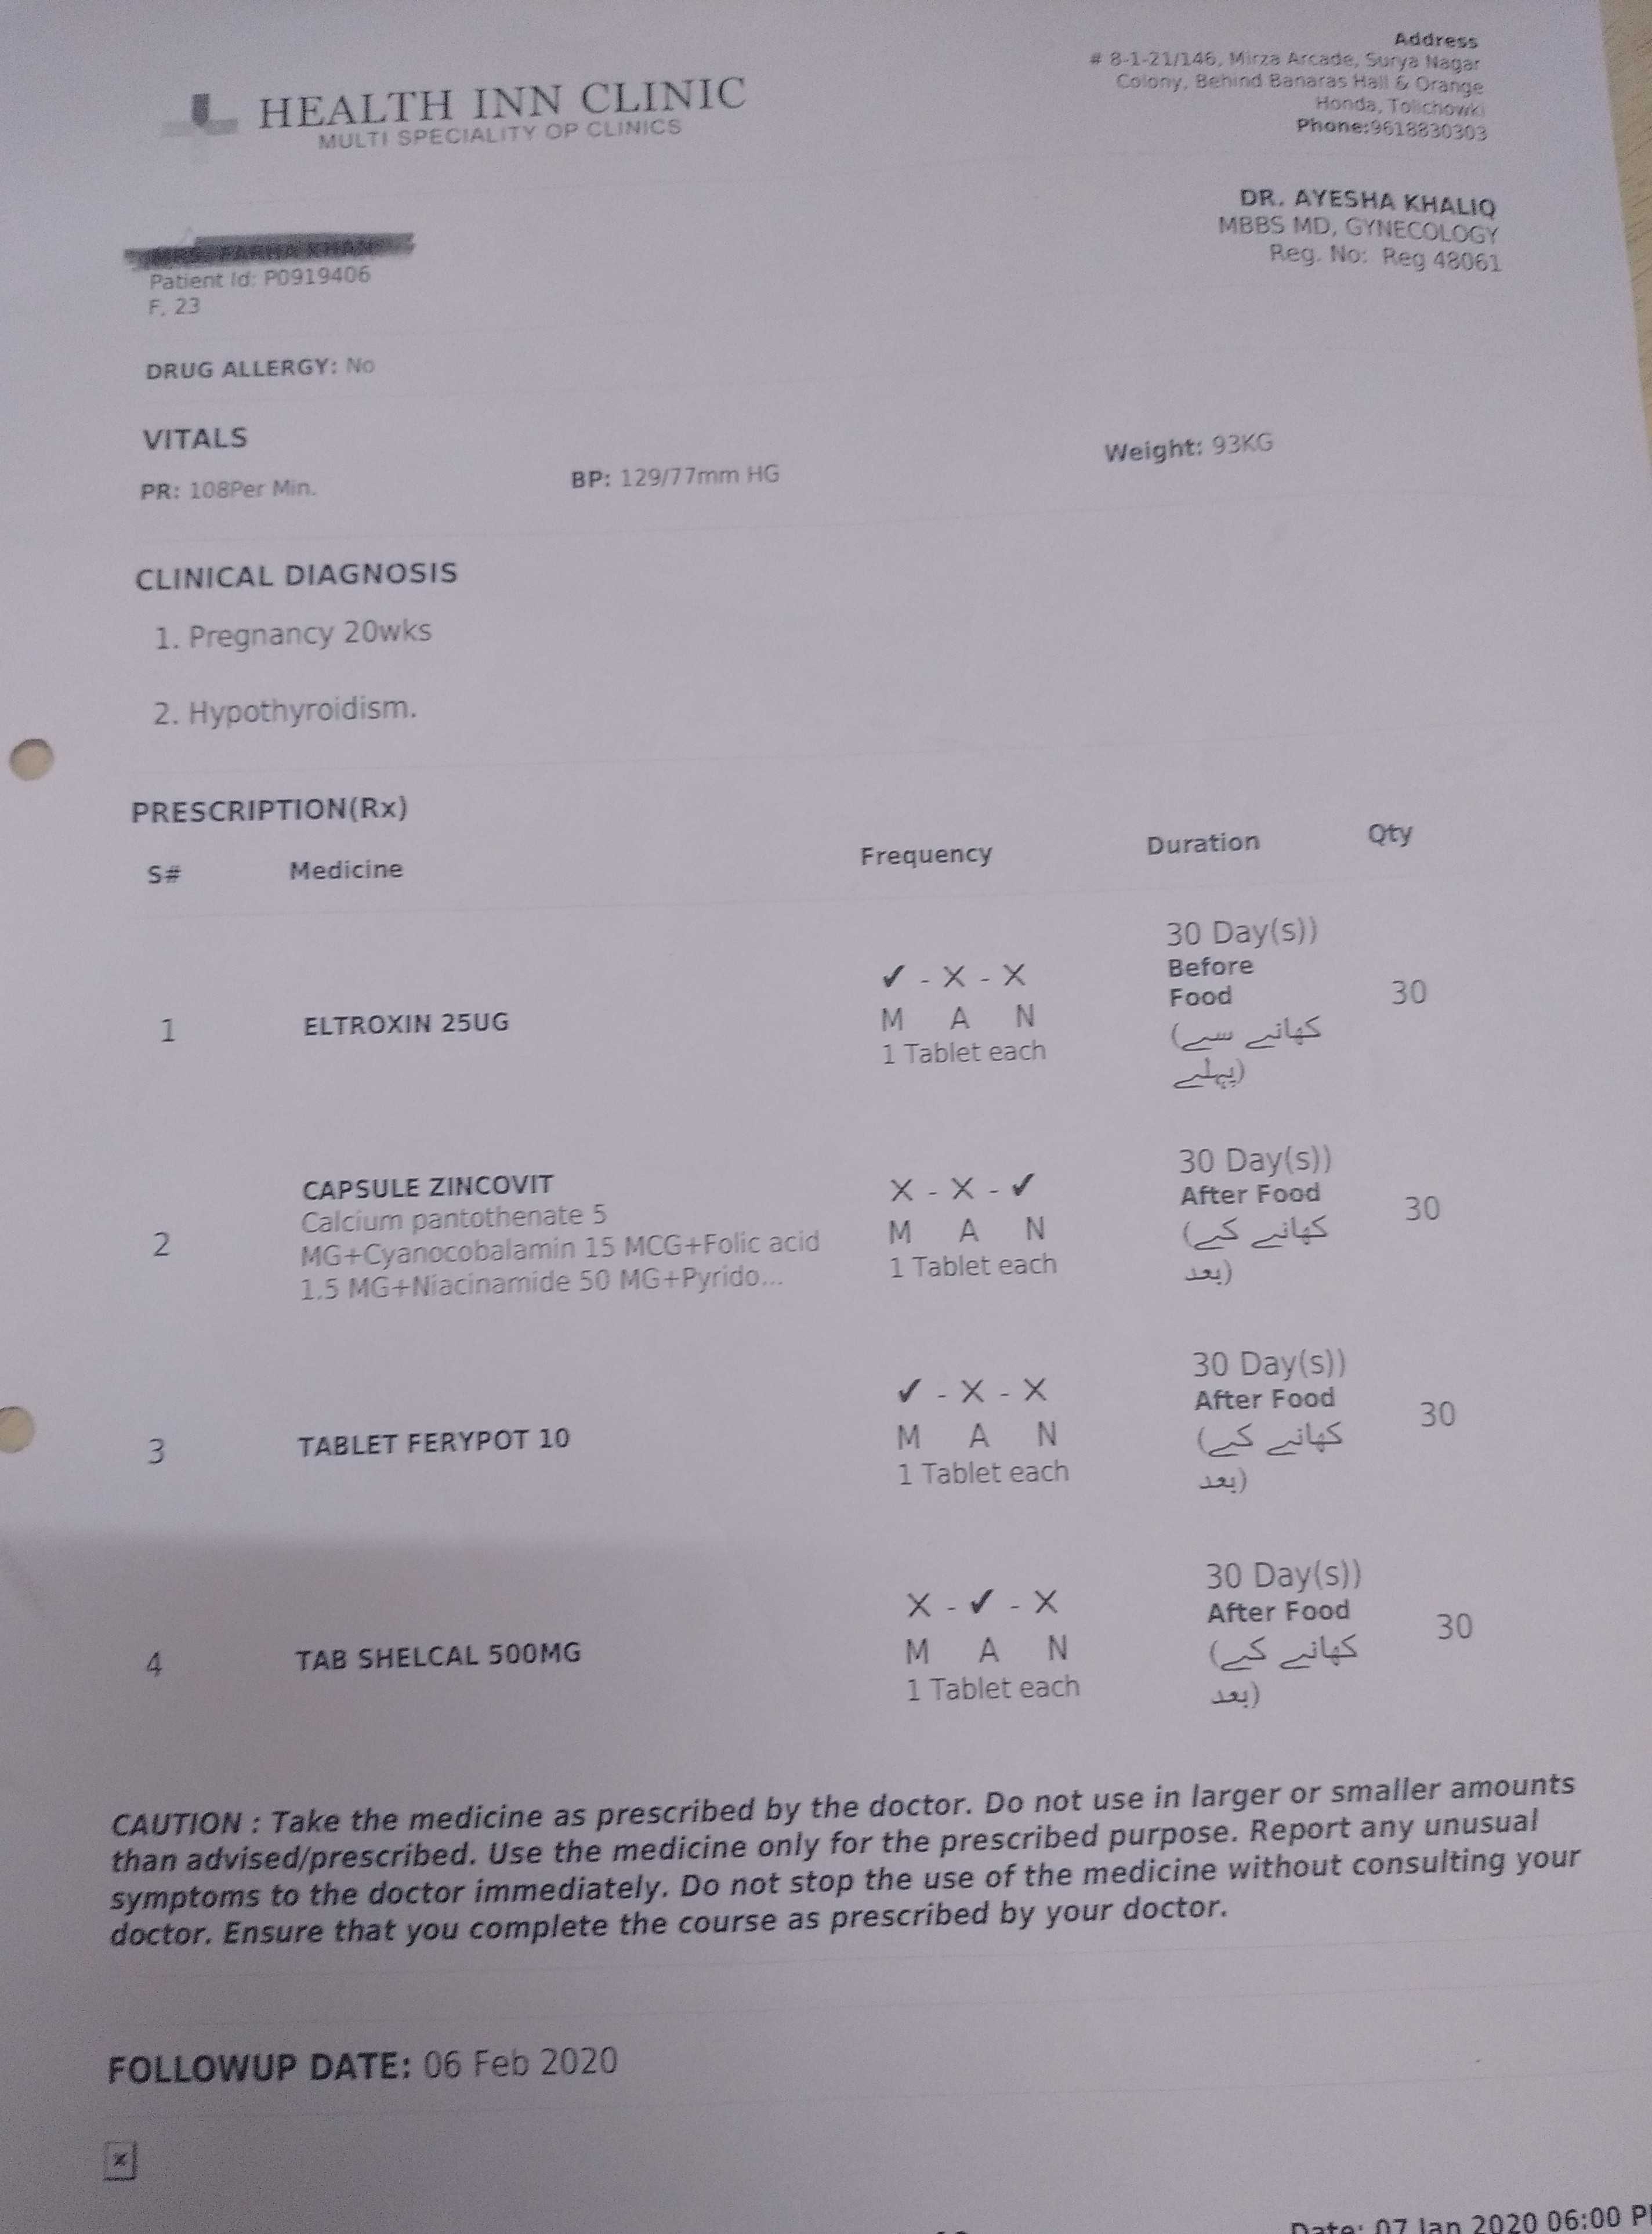 HEALTH INN CLINIC
MULTI SPECIALITY OP CLINICS
Address
# 8-1-21/146, Mirza Arcade, Surya Nagar
Colony, Behind Banaras Hall & Orange
Honda, Tolichowki
Phone:9618830303
DR. AYESHA KHALIQ
MBBS MD, GYNECOLOGY
Reg. No: Reg 48061
Patient Id: P0919406
F, 23
DRUG ALLERGY: No
VITALS
PR: 108Per Min. BP: 129/77mm HG Weight: 93KG
CLINICAL DIAGNOSIS
1. Pregnancy 20wks
2. Hypothyroidism.
PRESCRIPTION(Rx)
S# Medicine Frequency Duration Qty
1 ELTROXIN 25UG
✓ - X - X
M A N
1 Tablet each
30 Day(s))
Before
Food
(کھانے سے
پہلے)
30
2 CAPSULE ZINCOVIT
Calcium pantothenate 5
MG+Cyanocobalamin 15 MCG+Folic acid
1.5 MG+Niacinamide 50 MG+Pyrido...
X - X - ✓
M A N
1 Tablet each
30 Day(s))
After Food
(کھانے کے
بعد)
30
3 TABLET FERYPOT 10
✓ - X - X
M A N
1 Tablet each
30 Day(s))
After Food
(کھانے کے
بعد)
30
4 TAB SHELCAL 500MG
X - ✓ - X
M A N
1 Tablet each
30 Day(s))
After Food
(کھانے کے
بعد)
30
CAUTION : Take the medicine as prescribed by the doctor. Do not use in larger or smaller amounts
than advised/prescribed. Use the medicine only for the prescribed purpose. Report any unusual
symptoms to the doctor immediately. Do not stop the use of the medicine without consulting your
doctor. Ensure that you complete the course as prescribed by your doctor.
FOLLOWUP DATE: 06 Feb 2020
Date: 07 Jan 2020 06:00 P